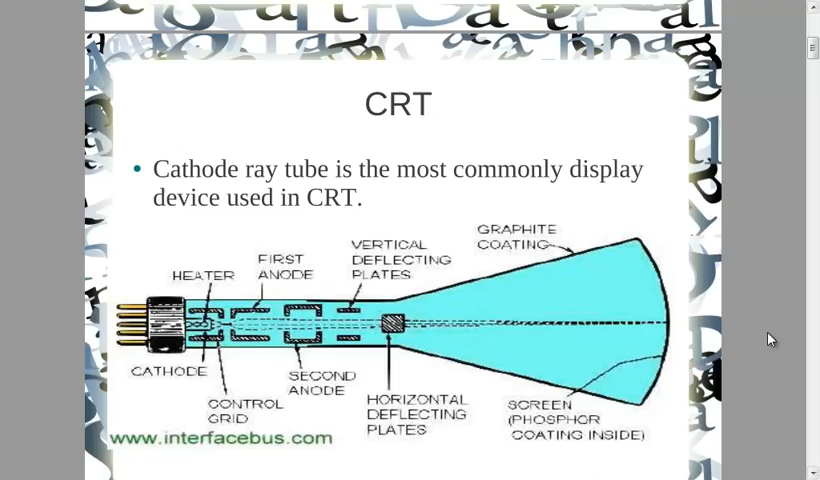 CRT
• Cathode ray tube is the most commonly display
device used in CRT.
GRAPHITE
COATING
VERTICAL
DEFLECTING
PLATES
FIRST
ANODE
HEATER
CATHODE
CONTROL
GRID
SECOND
ANODE
HORIZONTAL
DEFLECTING
PLATES
SCREEN
(PHOSPHOR
COATING INSIDE)
www.interfacebus.com